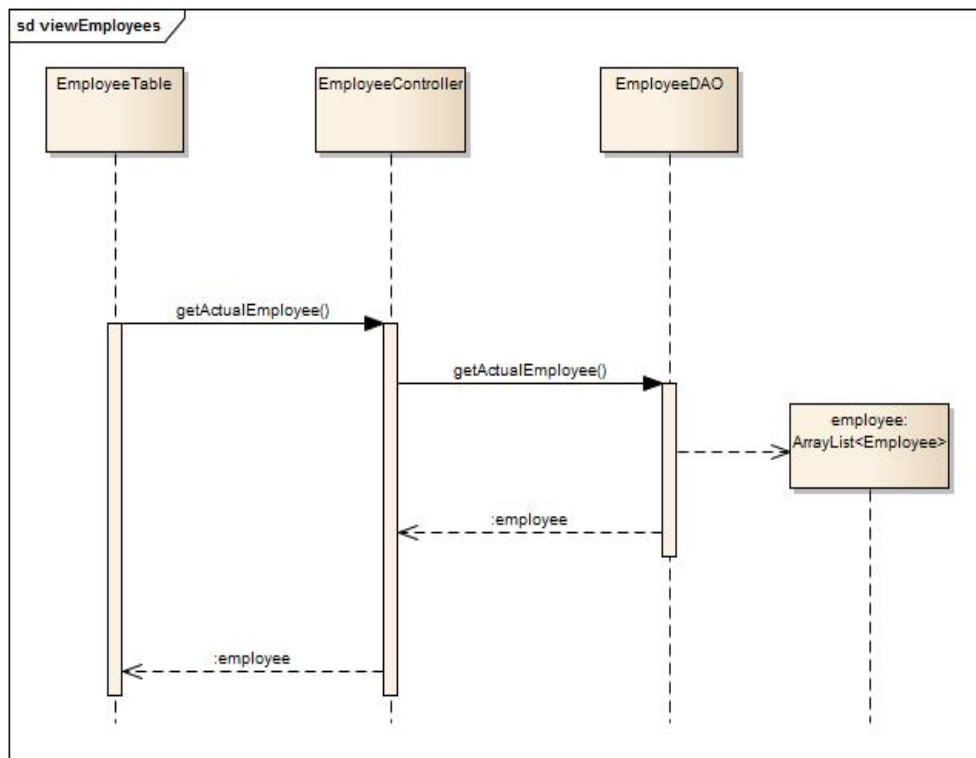 sd viewEmployees
EmployeeTable
EmployeeController
EmployeeDAO
getActualEmployee()
getActualEmployee()
employee:
ArrayList<Employee>
:employee
:employee